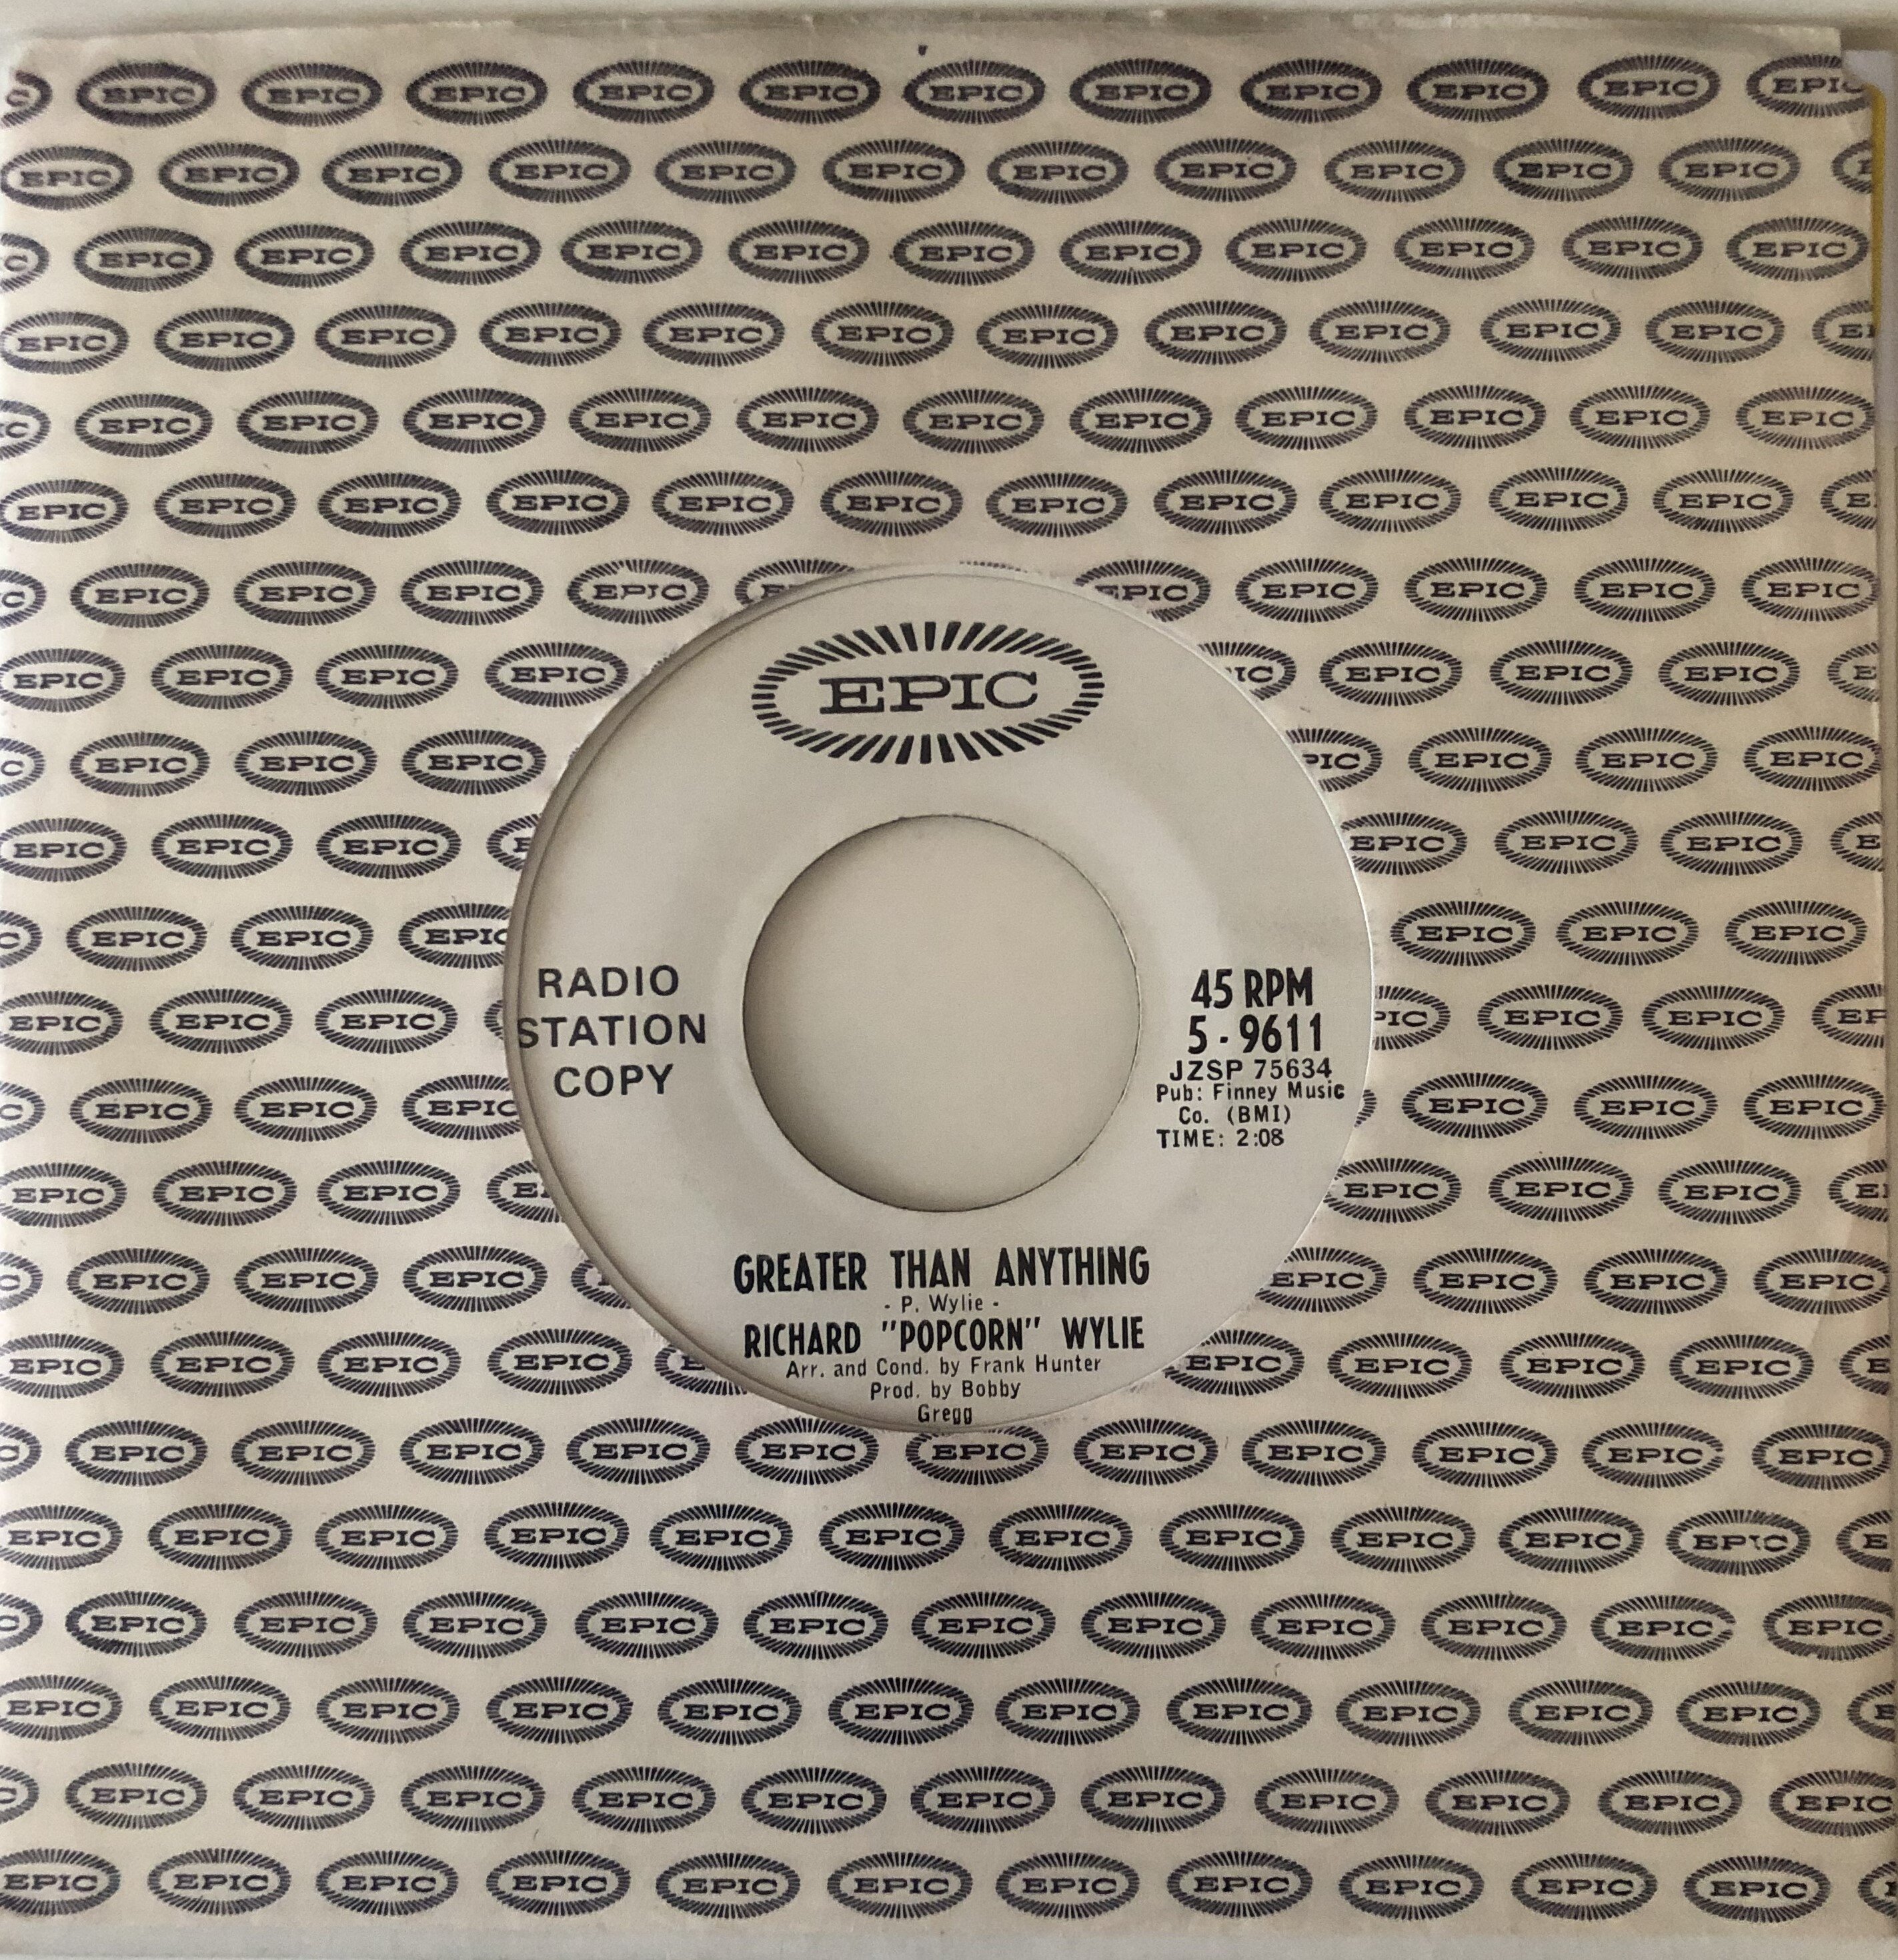 EPIC
RADIO
STATION
COPY
45 RPM
5-9611
JZSP 75634
Pub: Finney Music
Co. (BMI)
TIME: 2:08
GREATER THAN ANYTHING
- P. Wylie -
RICHARD "POPCORN" WYLIE
Arr. and Cond. by Frank Hunter
Prod. by Bobby
Gregg